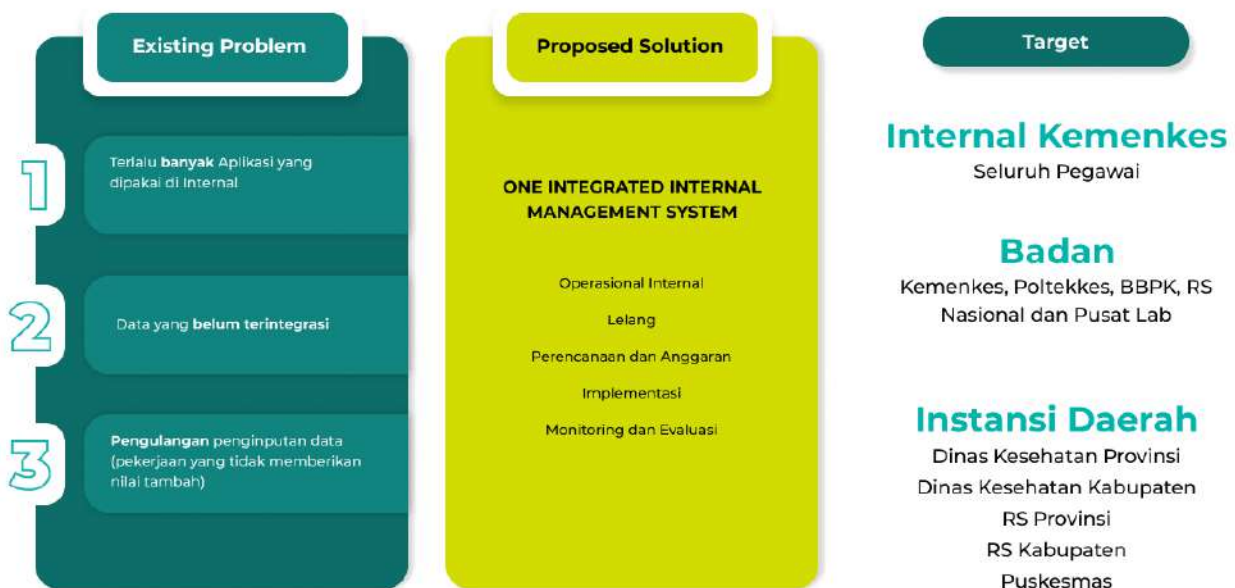 Existing Problem
1
Terlalu banyak Aplikasi yang
dipakai di Internal
2
Data yang belum terintegrasi
3
Pengulangan penginputan data
(pekerjaan yang tidak memberikan
nilai tambah)
Proposed Solution
ONE INTEGRATED INTERNAL
MANAGEMENT SYSTEM
Operasional Internal
Lelang
Perencanaan dan Anggaran
Implementasi
Monitoring dan Evaluasi
Target
Internal Kemenkes
Seluruh Pegawai
Badan
Kemenkes, Poltekkes, BBPK, RS
Nasional dan Pusat Lab
Instansi Daerah
Dinas Kesehatan Provinsi
Dinas Kesehatan Kabupaten
RS Provinsi
RS Kabupaten
Puskesmas